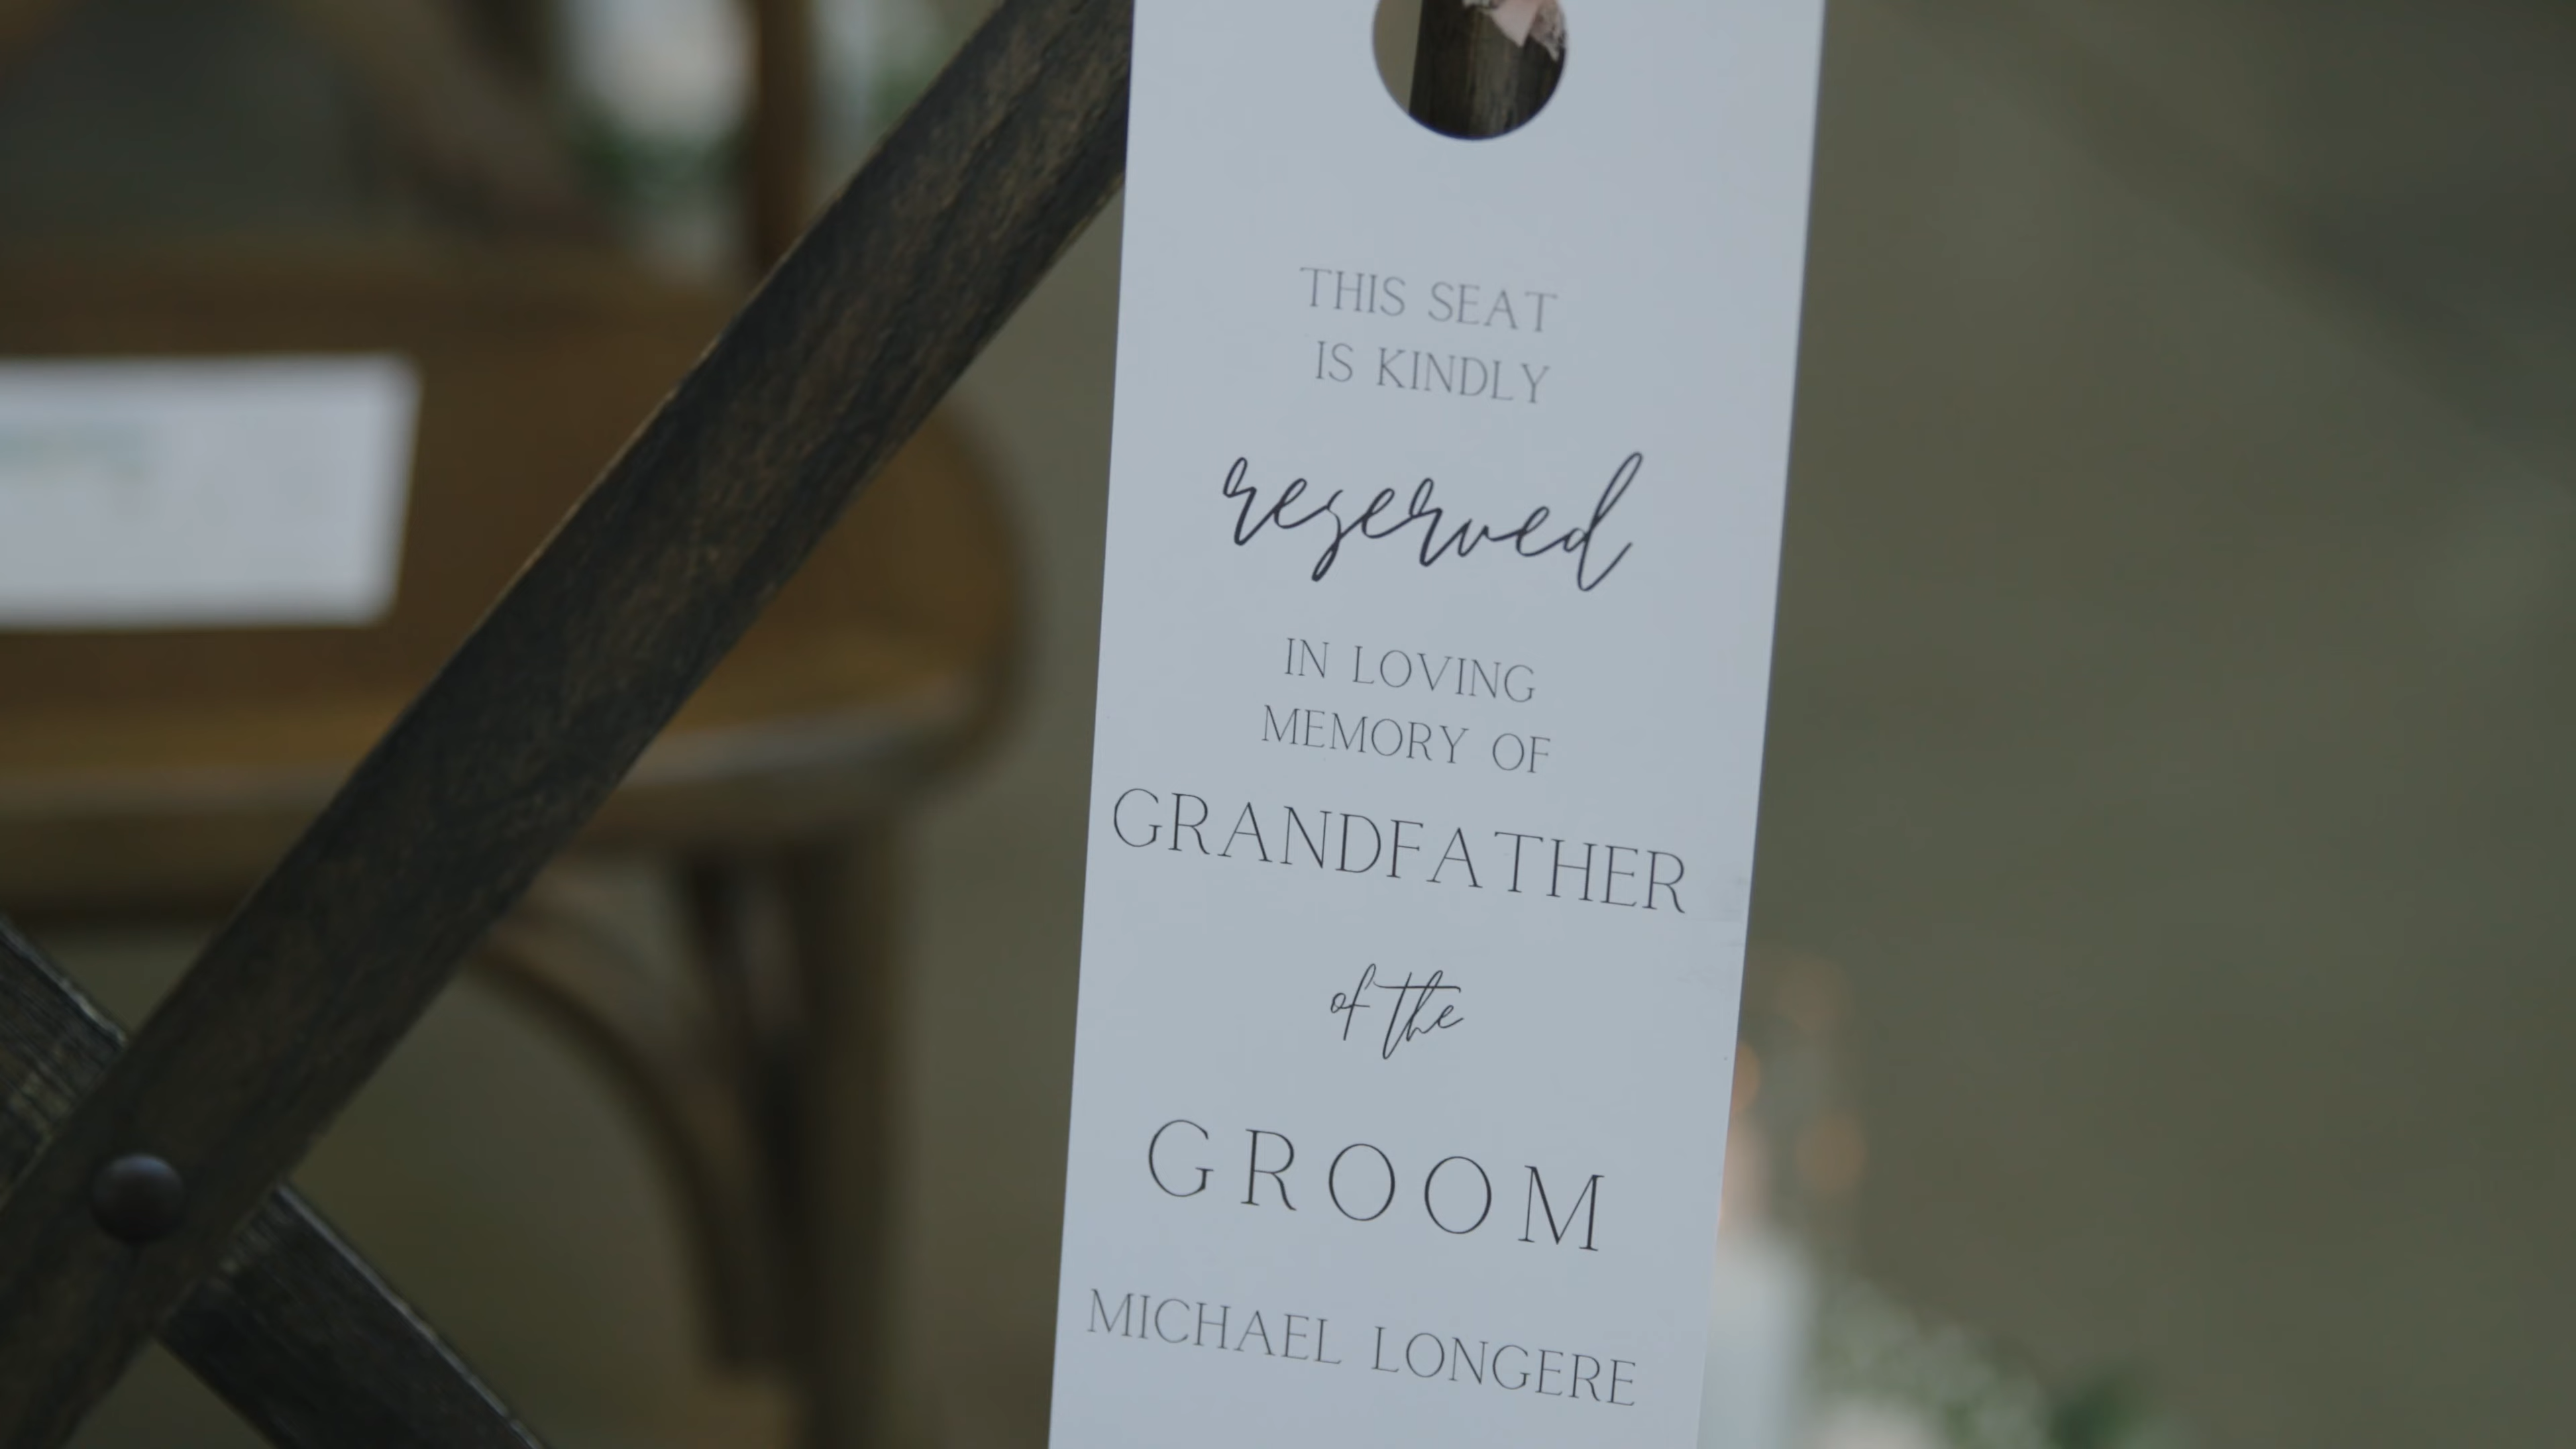 THIS SEAT
IS KINDLY
reserved
IN LOVING
MEMORY OF
GRANDFATHER
of the
GROOM
MICHAEL LONGERE